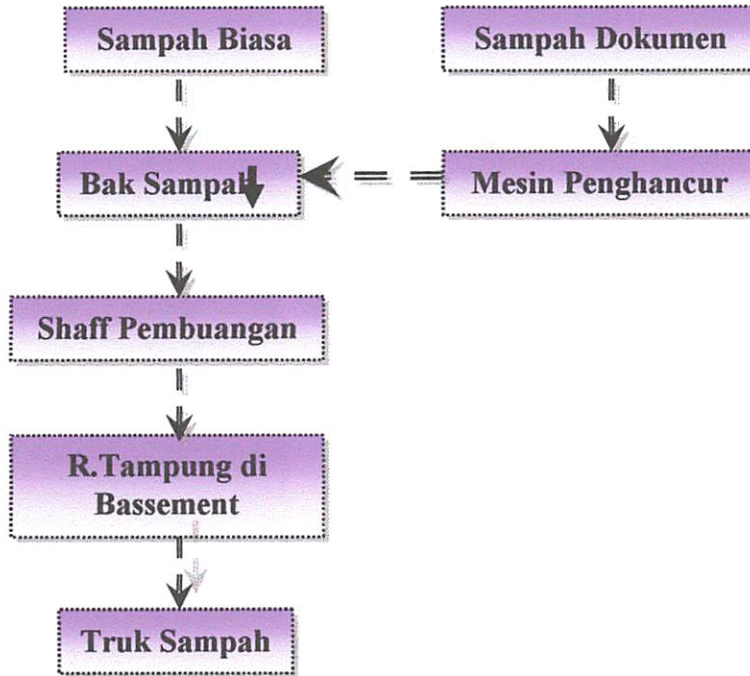 Sampah Biasa
Sampah Dokumen
Bak Sampah
Mesin Penghancur
Shaff Pembuangan
R.Tampung di
Bassement
Truk Sampah